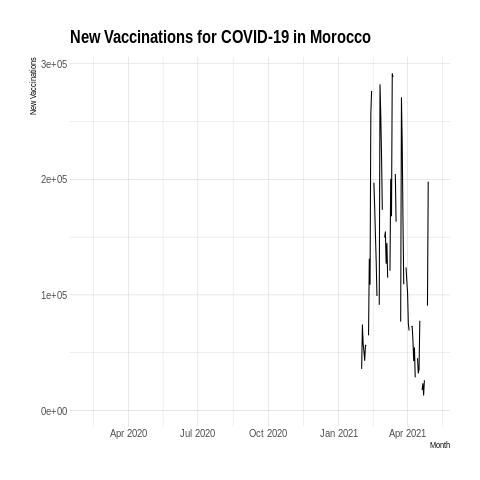 New Vaccinations for COVID-19 in Morocco
New Vaccinations
3e+05
2e+05
1e+05
0e+00
Apr 2020 Jul 2020 Oct 2020 Jan 2021 Apr 2021
Month